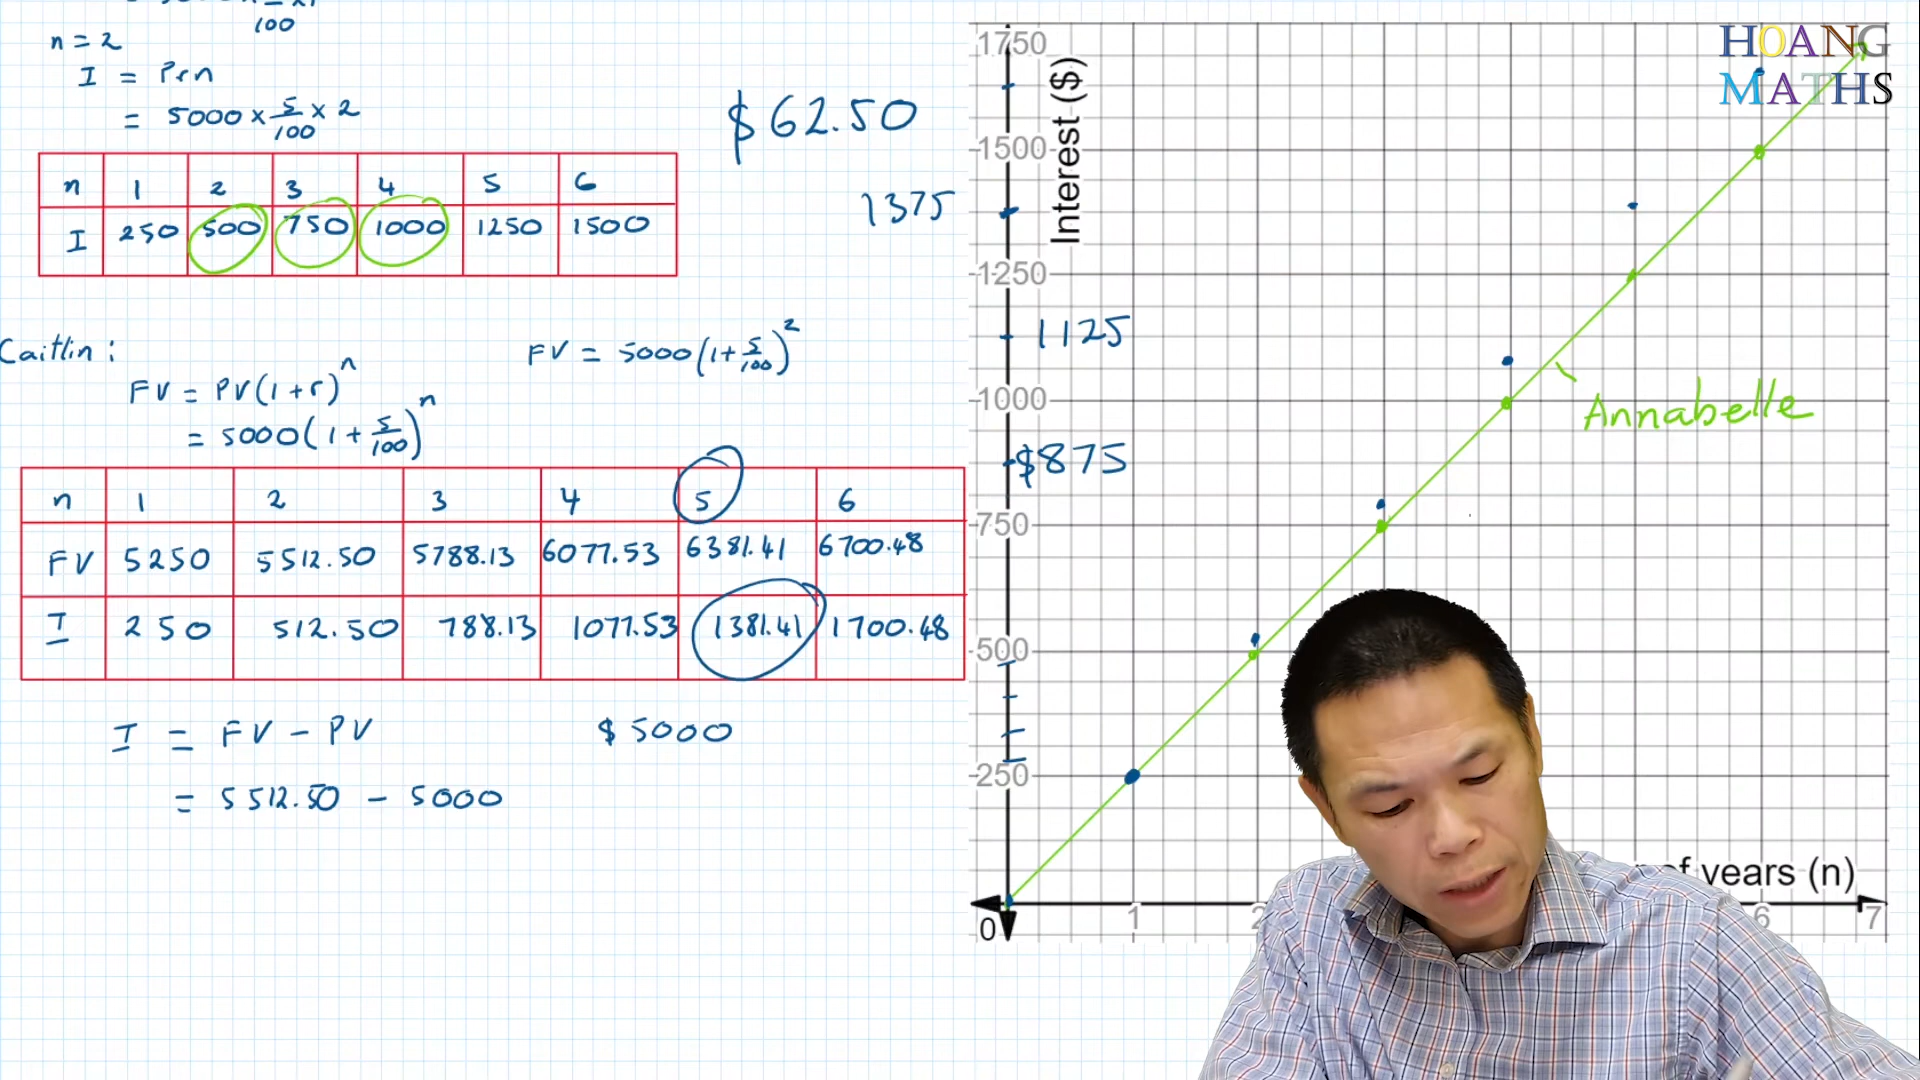 100
n = 2
I = Prn
= 5000 × 5/100 × 2
n 1 2 3 4 5 6
I 250 500 750 1000 1250 1500
$62.50
1375
Caitlin:
FV = PV(1+r)^n
= 5000(1 + 5/100)^n
FV = 5000(1+5/100)^2
n 1 2 3 4 5 6
FV 5250 5512.50 5788.13 6077.53 6381.41 6700.48
I 250 512.50 788.13 1077.53 1381.41 1700.48
I = FV - PV
= 5512.50 - 5000
$5000
HOANG
MATHS
Interest ($)
1750
1500
1250
1125
1000
$875
750
500
250
0 1 2 6 7
Annabelle
years (n)